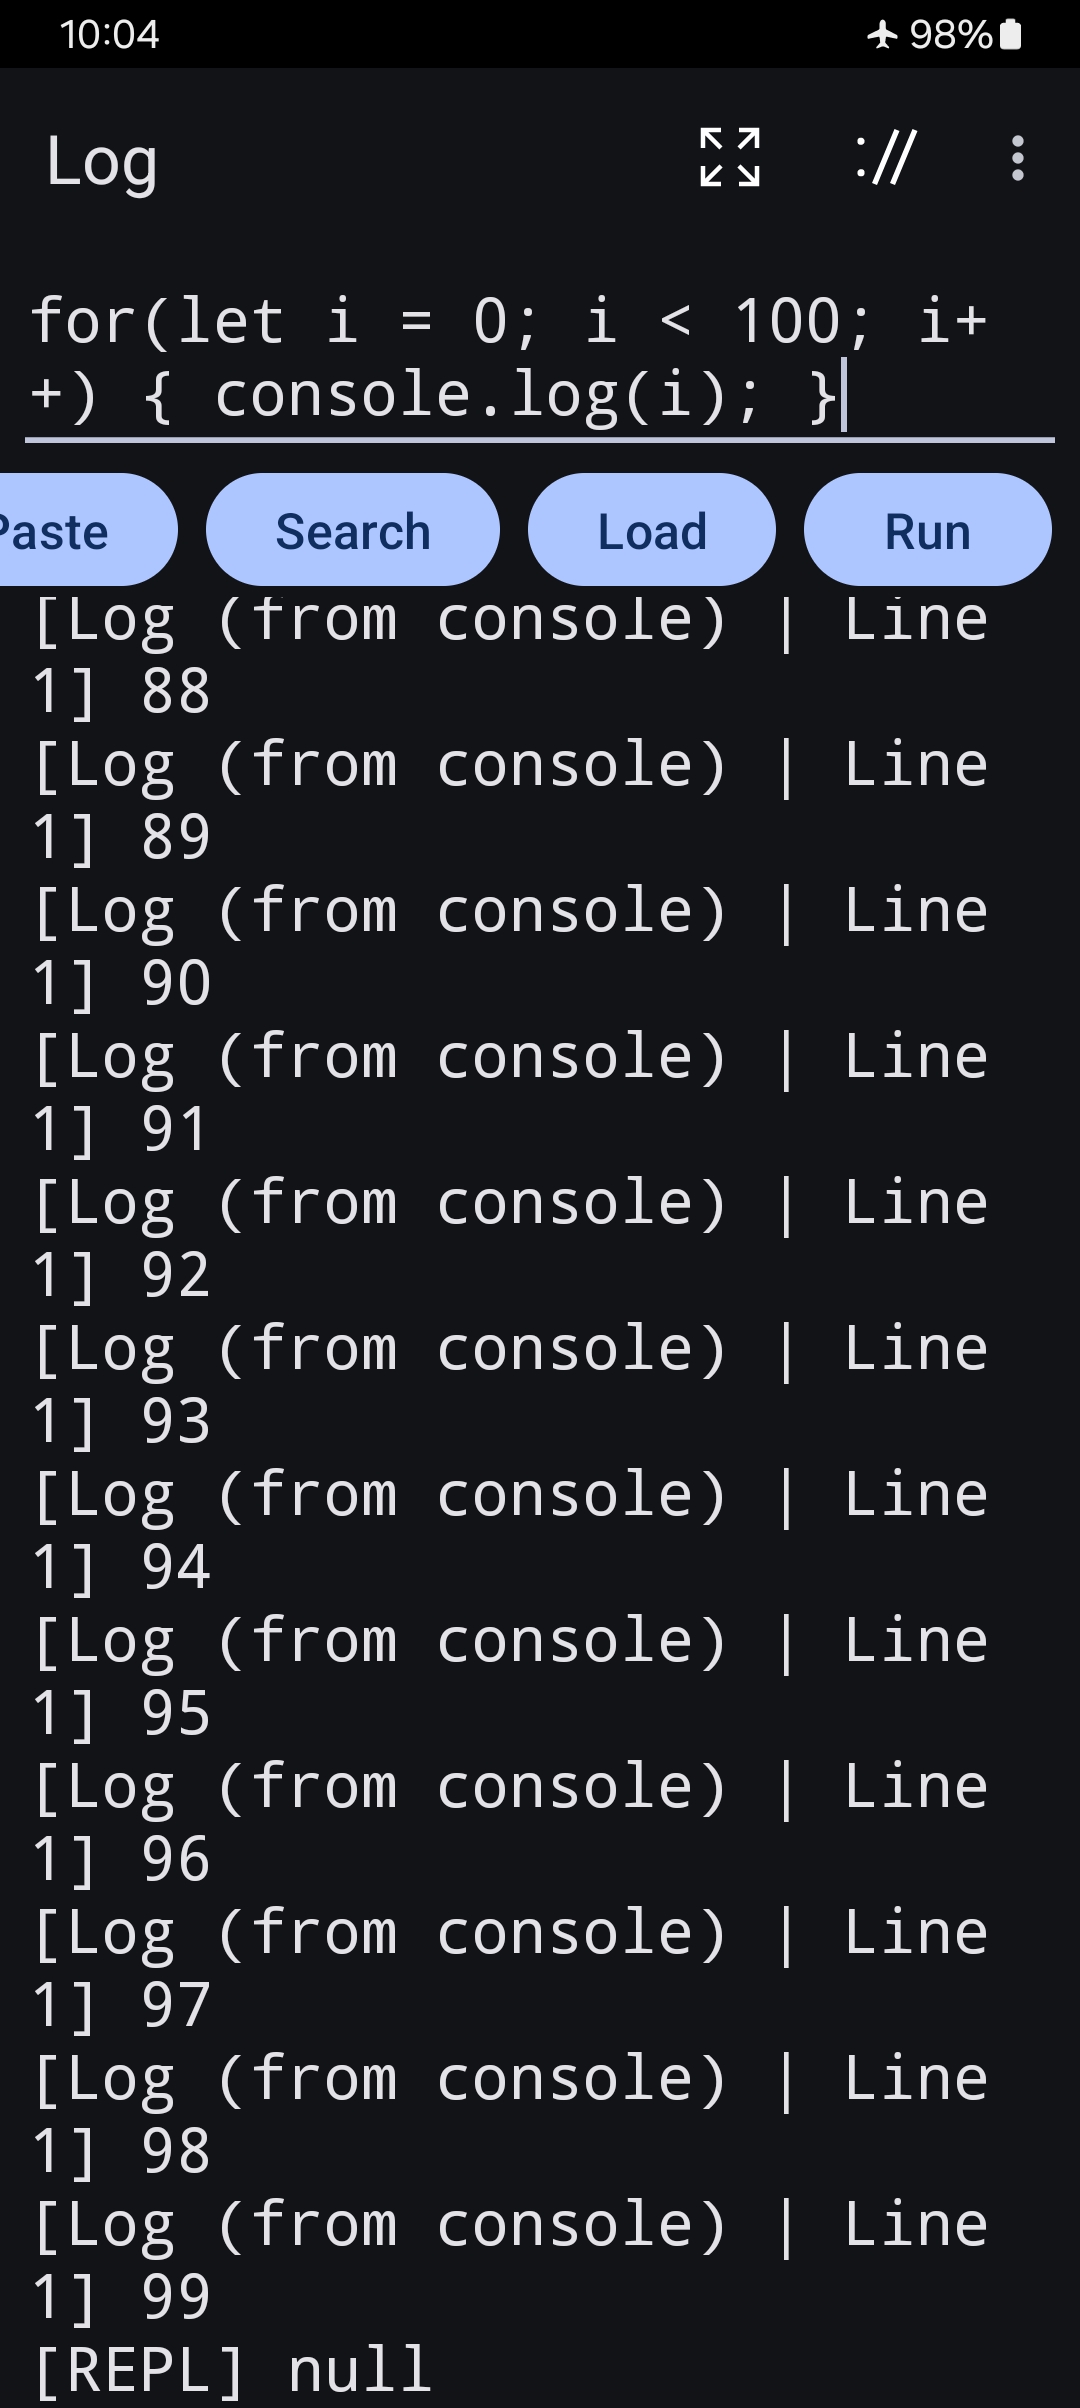 10:04
98%
Log
://
for(let i = 0; i < 100; i+
+) { console.log(i); }
Paste
Search
Load
Run
[Log (from console) | Line
1] 88
[Log (from console) | Line
1] 89
[Log (from console) | Line
1] 90
[Log (from console) | Line
1] 91
[Log (from console) | Line
1] 92
[Log (from console) | Line
1] 93
[Log (from console) | Line
1] 94
[Log (from console) | Line
1] 95
[Log (from console) | Line
1] 96
[Log (from console) | Line
1] 97
[Log (from console) | Line
1] 98
[Log (from console) | Line
1] 99
[REPL] null